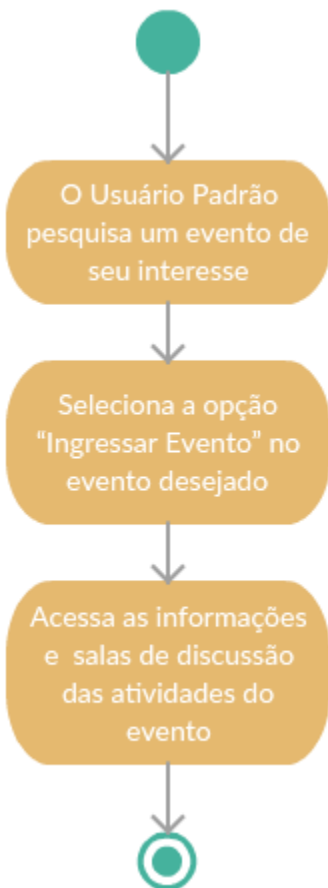 O Usuário Padrão
pesquisa um evento de
seu interesse
Seleciona a opção
“Ingressar Evento” no
evento desejado
Acessa as informações
e salas de discussão
das atividades do
evento